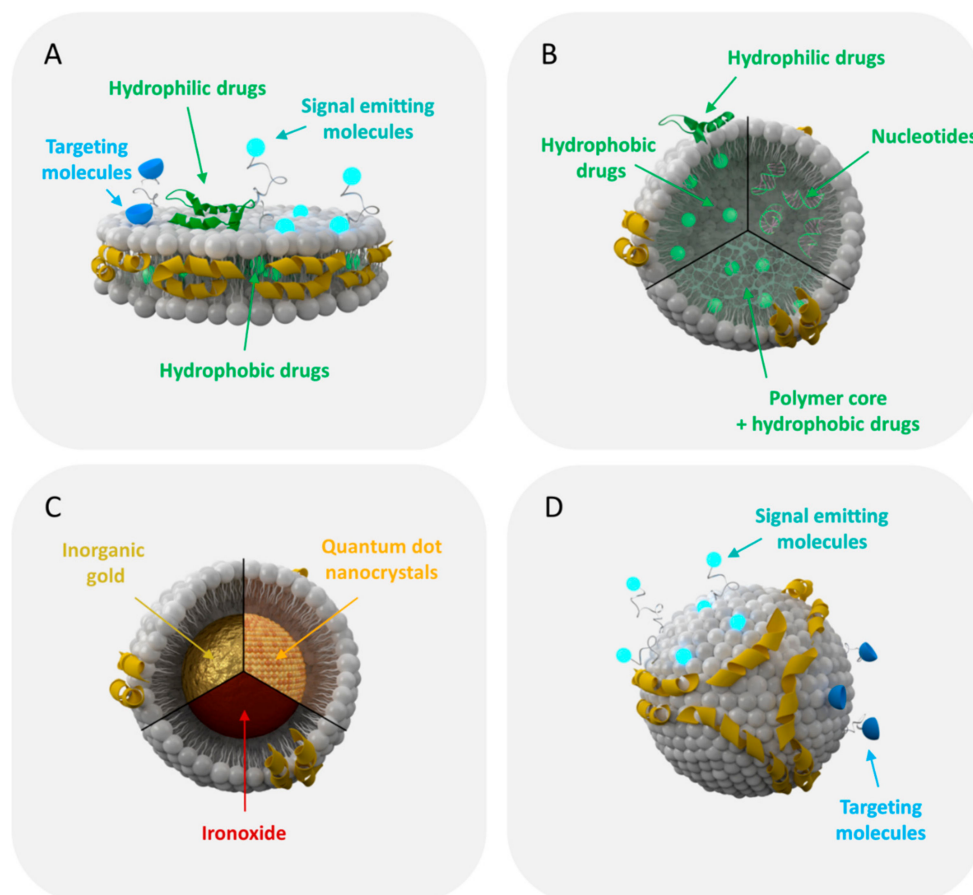 A
Hydrophilic drugs
Signal emitting
molecules
Targeting
molecules
Hydrophobic drugs
B
Hydrophilic drugs
Hydrophobic
drugs
Nucleotides
Polymer core
+ hydrophobic drugs
C
Inorganic
gold
Quantum dot
nanocrystals
Ironoxide
D
Signal emitting
molecules
Targeting
molecules